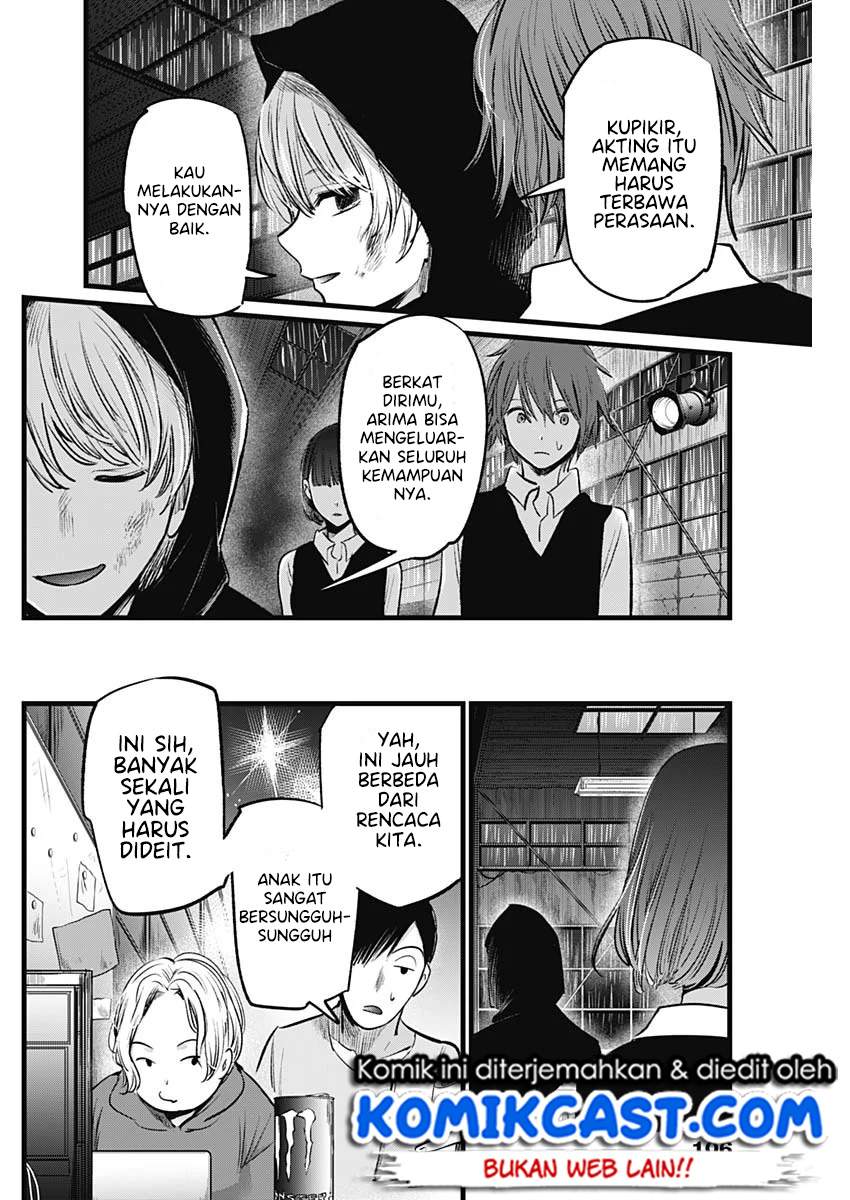 KUPIKIR,
AKTING ITU
MEMANG
HARUS
TERBAWA
PERASAAN.
KAU
MELAKUKAN-
NYA DENGAN
BAIK.
BERKAT
DIRIMU,
ARIMA BISA
MENGELUAR-
KAN SELURUH
KEMAMPUAN
NYA.
YAH,
INI JAUH
BERBEDA
DARI
RENCACA
KITA.
ANAK ITU
SANGAT
BERSUNGGUH-
SUNGGUH
INI SIH,
BANYAK
SEKALI
YANG
HARUS
DIDEIT.
Komik ini diterjemahkan & diedit oleh
KOMIKCAST.COM
BUKAN WEB LAIN!!